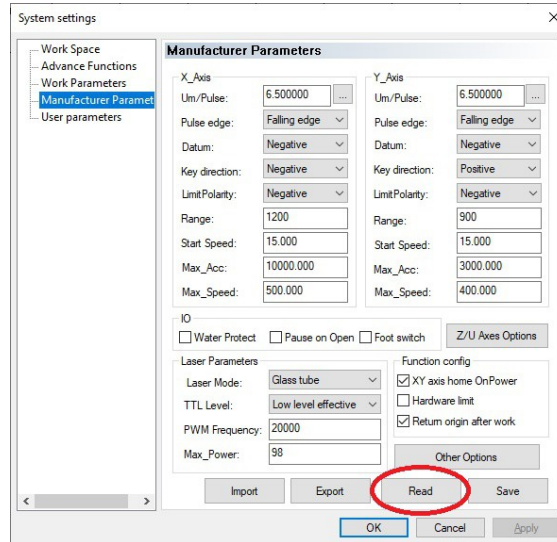 System settings
Work Space
Advance Functions
Work Parameters
Manufacturer Paramet
User parameters
Manufacturer Parameters
X_Axis
Um/Pulse: 6.500000 ...
Pulse edge: Falling edge
Datum: Negative
Key direction: Negative
LimitPolarity: Negative
Range: 1200
Start Speed: 15.000
Max_Acc: 10000.000
Max_Speed: 500.000
Y_Axis
Um/Pulse: 6.500000 ...
Pulse edge: Falling edge
Datum: Negative
Key direction: Positive
LimitPolarity: Negative
Range: 900
Start Speed: 15.000
Max_Acc: 3000.000
Max_Speed: 400.000
IO
Water Protect Pause on Open Foot switch
Z/U Axes Options
Laser Parameters
Laser Mode: Glass tube
TTL Level: Low level effective
PWM Frequency: 20000
Max_Power: 98
Function config
XY axis home OnPower
Hardware limit
Return origin after work
Other Options
Import Export Read Save
OK Cancel Apply